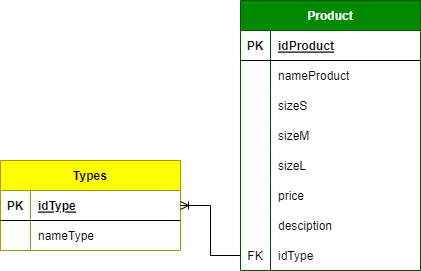 Product
PK idProduct
nameProduct
sizeS
sizeM
sizeL
price
desciption
FK idType
Types
PK idType
nameType